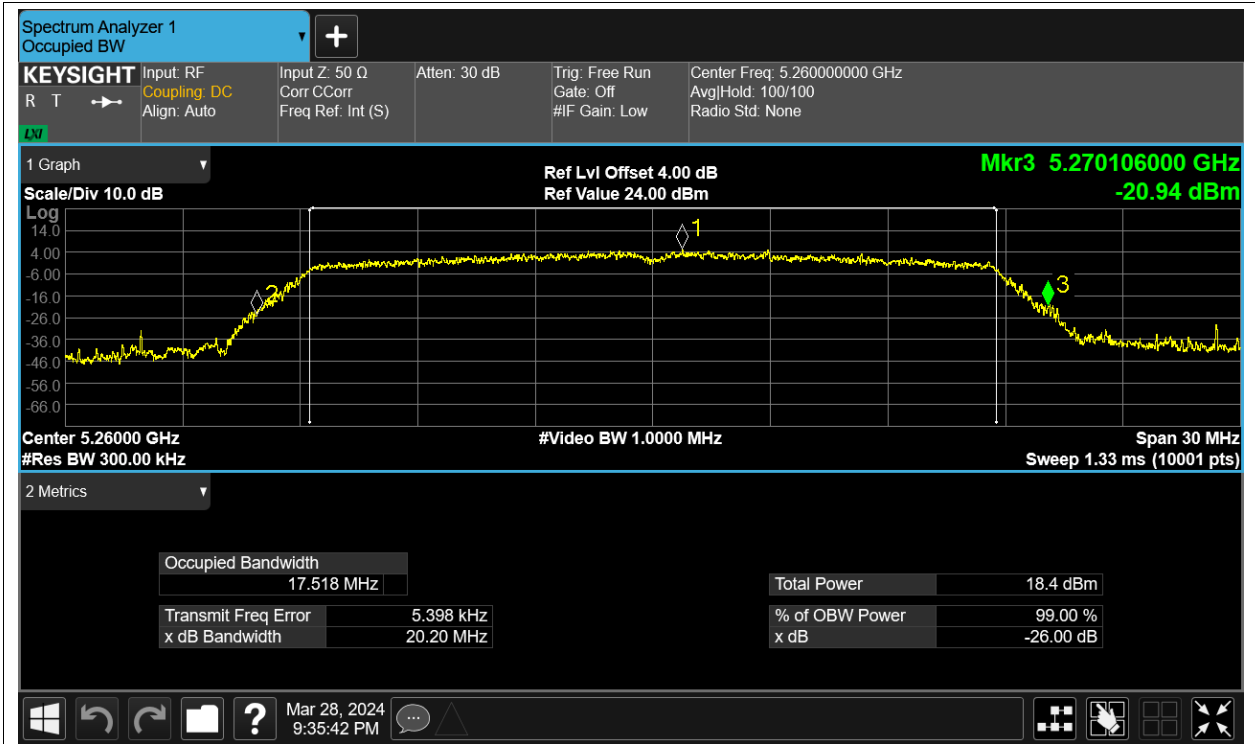 Spectrum Analyzer 1
Occupied BW
KEYSIGHT
R T
LXI
Input: RF
Coupling: DC
Align: Auto
Input Z: 50 Ω
Corr CCorr
Freq Ref: Int (S)
Atten: 30 dB
Trig: Free Run
Gate: Off
#IF Gain: Low
Center Freq: 5.260000000 GHz
Avg|Hold: 100/100
Radio Std: None
1 Graph
Scale/Div 10.0 dB
Ref Lvl Offset 4.00 dB
Ref Value 24.00 dBm
Mkr3 5.270106000 GHz
-20.94 dBm
Log
14.0
4.00
-6.00
-16.0
-26.0
-36.0
-46.0
-56.0
-66.0
1
2
3
Center 5.26000 GHz
#Video BW 1.0000 MHz
Span 30 MHz
#Res BW 300.00 kHz
Sweep 1.33 ms (10001 pts)
2 Metrics
Occupied Bandwidth
17.518 MHz
Total Power 18.4 dBm
Transmit Freq Error 5.398 kHz
% of OBW Power 99.00 %
x dB Bandwidth 20.20 MHz
x dB -26.00 dB
?
Mar 28, 2024
9:35:42 PM